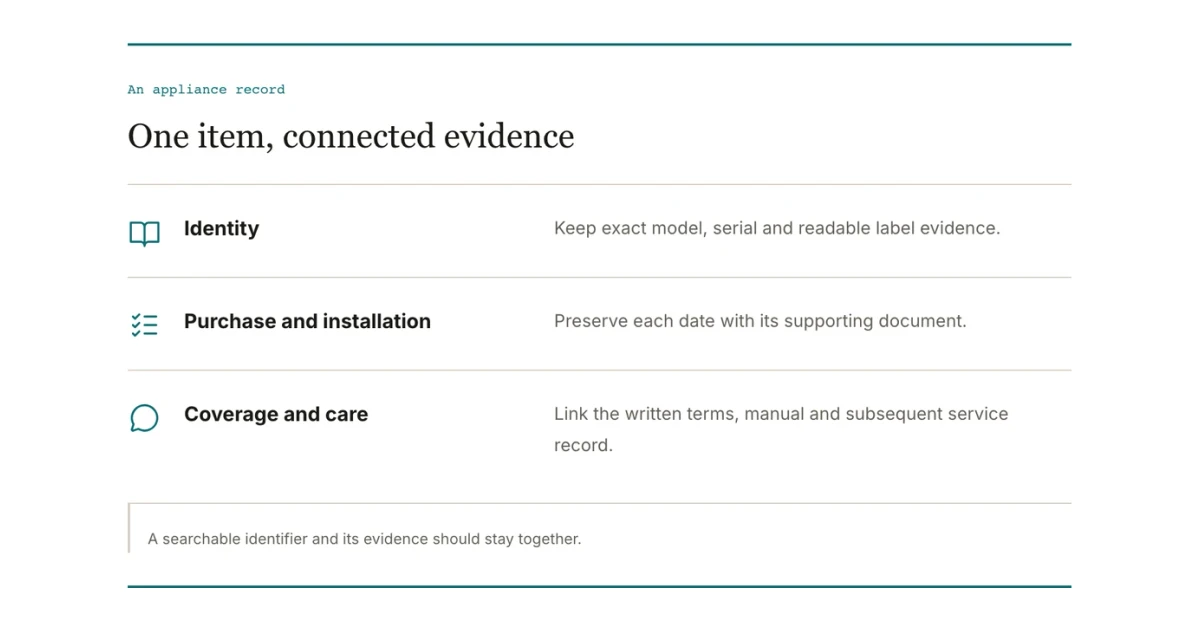 An appliance record
One item, connected evidence
Identity
Keep exact model, serial and readable label evidence.
Purchase and installation
Preserve each date with its supporting document.
Coverage and care
Link the written terms, manual and subsequent service
record.
A searchable identifier and its evidence should stay together.